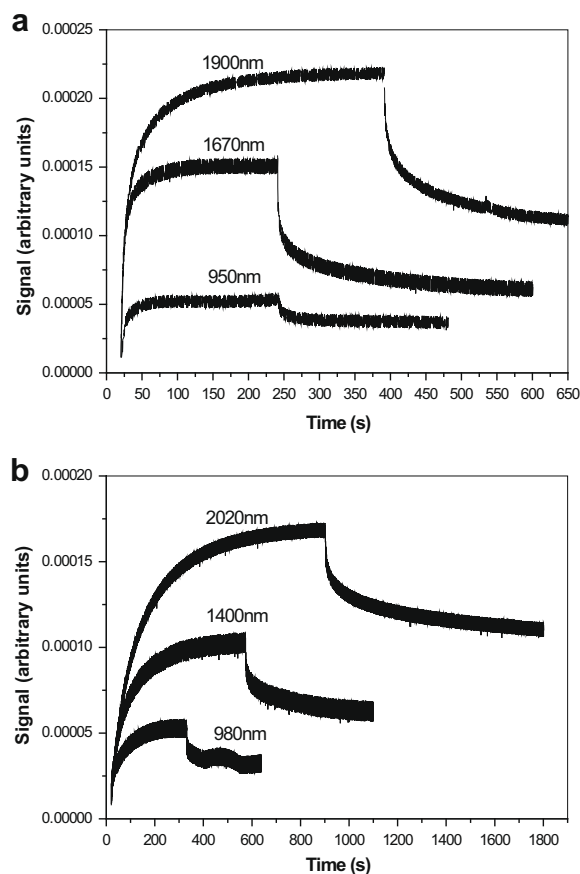 a
Signal (arbitrary units)
0.00025
0.00020
0.00015
0.00010
0.00005
0.00000
1900nm
1670nm
950nm
0 50 100 150 200 250 300 350 400 450 500 550 600 650
Time (s)
b
Signal (arbitrary units)
0.00020
0.00015
0.00010
0.00005
0.00000
2020nm
1400nm
980nm
0 200 400 600 800 1000 1200 1400 1600 1800
Time (s)